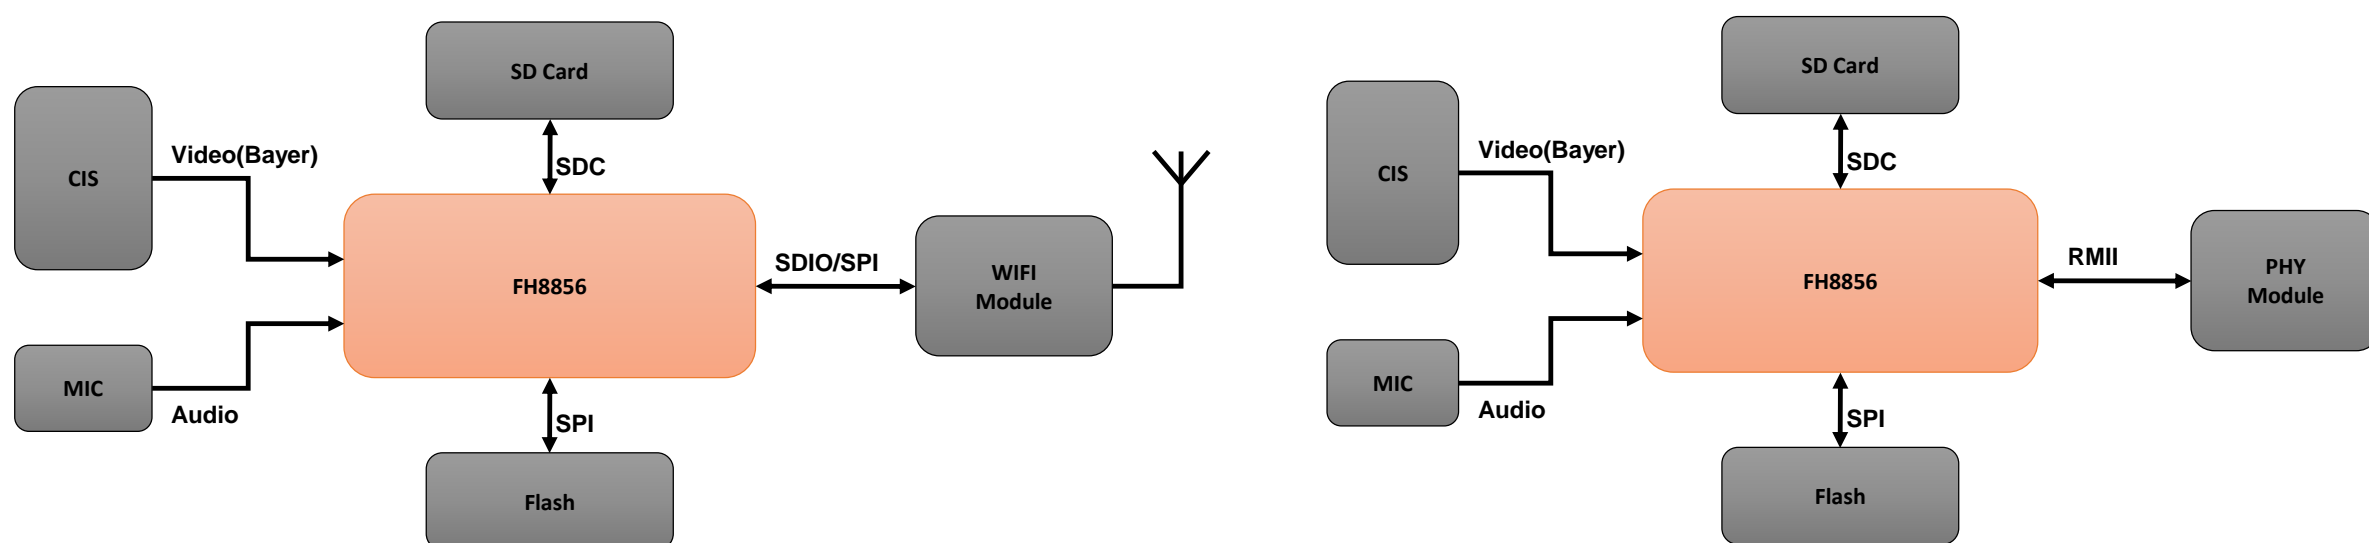 SD Card
CIS
Video(Bayer)
SDC
FH8856
SDIO/SPI
WIFI
Module
MIC
Audio
SPI
Flash
SD Card
CIS
Video(Bayer)
SDC
FH8856
RMII
PHY
Module
MIC
Audio
SPI
Flash